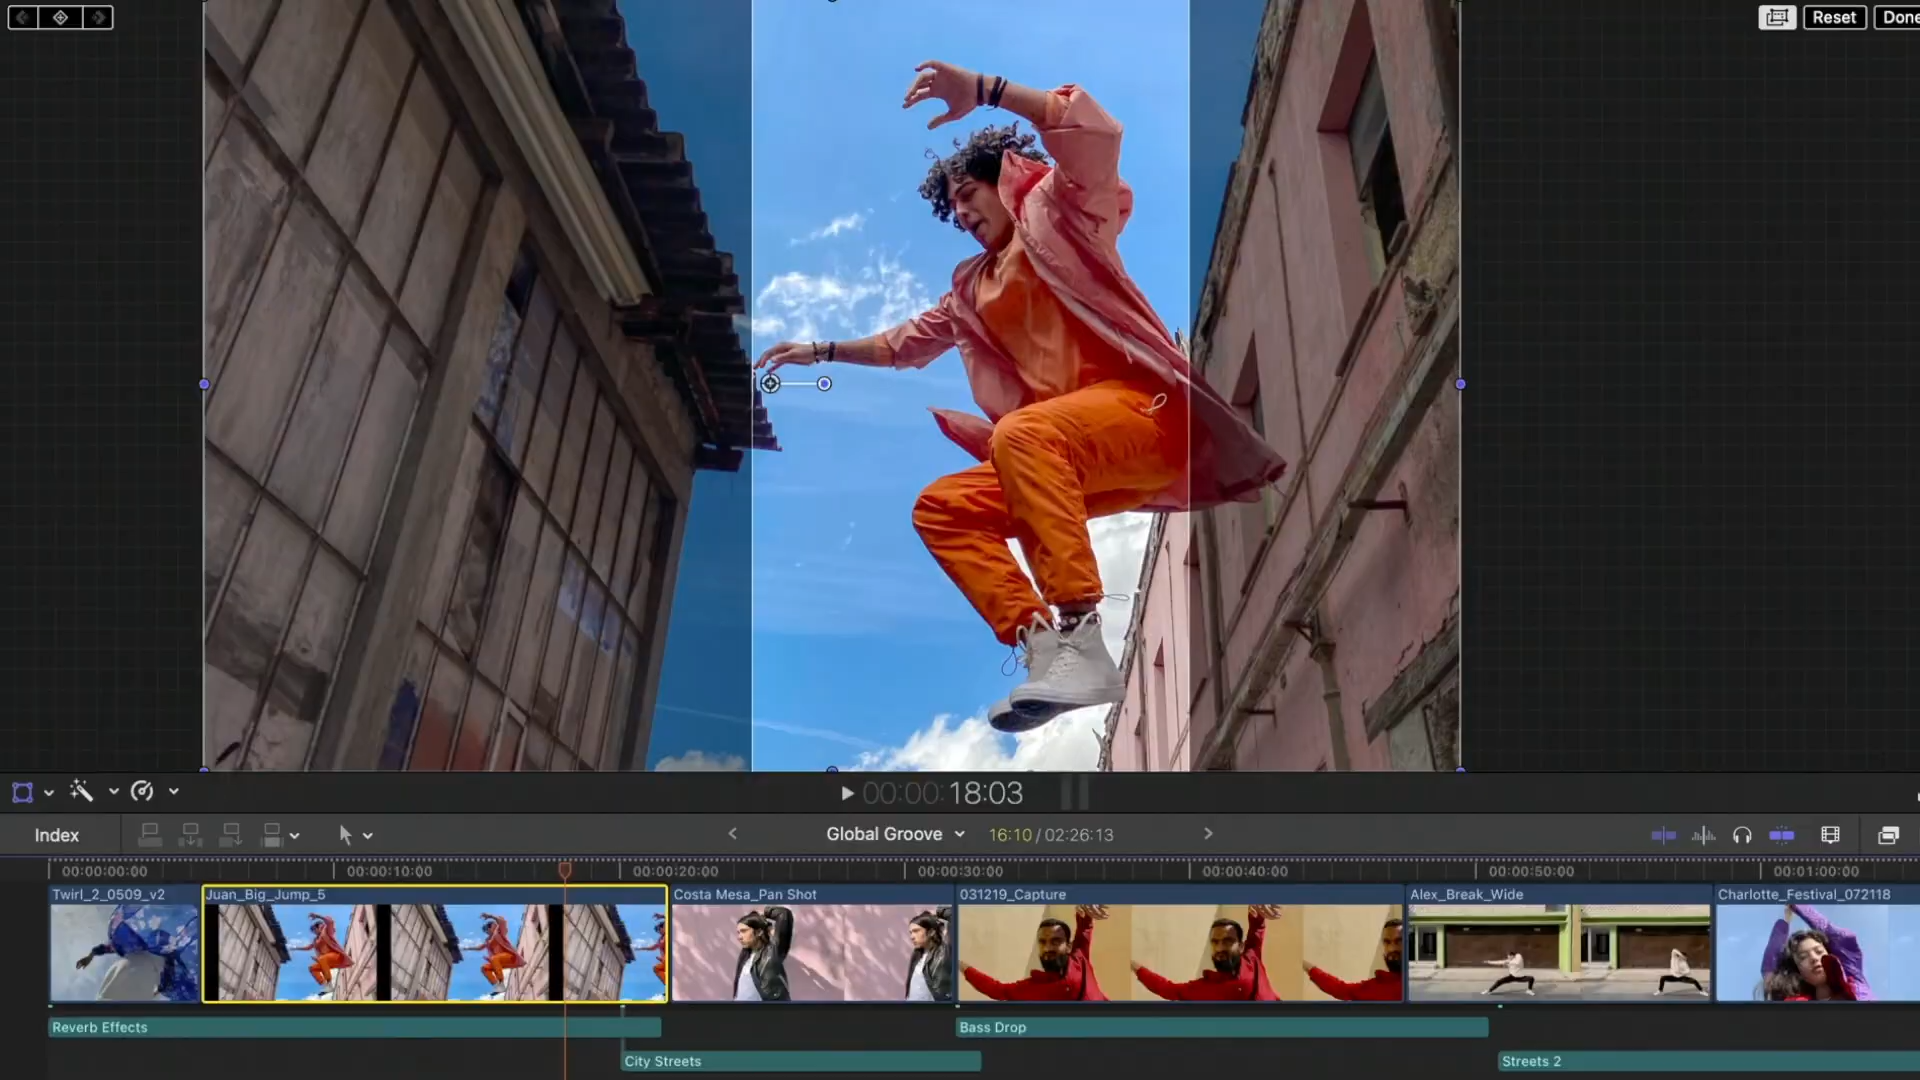 Reset Done
00:00:18:03
Index
Global Groove
16:10 / 02:26:13
00:00:00:00 00:00:10:00 00:00:20:00 00:00:30:00 00:00:40:00 00:00:50:00 00:01:00:00
Twirl_2_0509_v2 Juan_Big_Jump_5 Costa Mesa_Pan Shot 031219_Capture Alex_Break_Wide Charlotte_Festival_072118
Reverb Effects Bass Drop
City Streets Streets 2